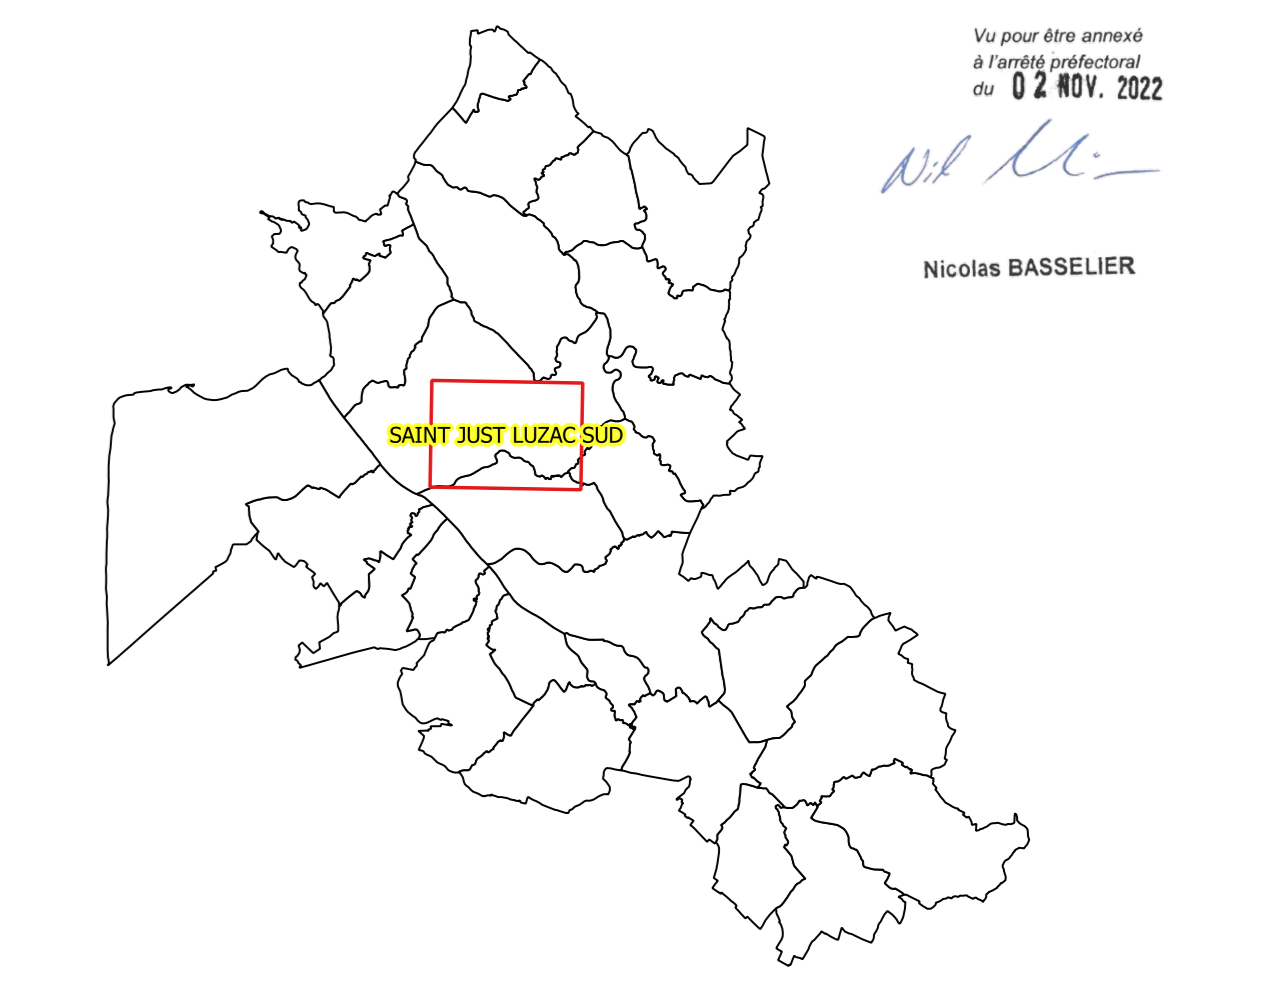 Vu pour être annexé
à l'arrêté préfectoral
du 02 NOV. 2022
Nicolas BASSELIER
SAINT JUST LUZAC SUD